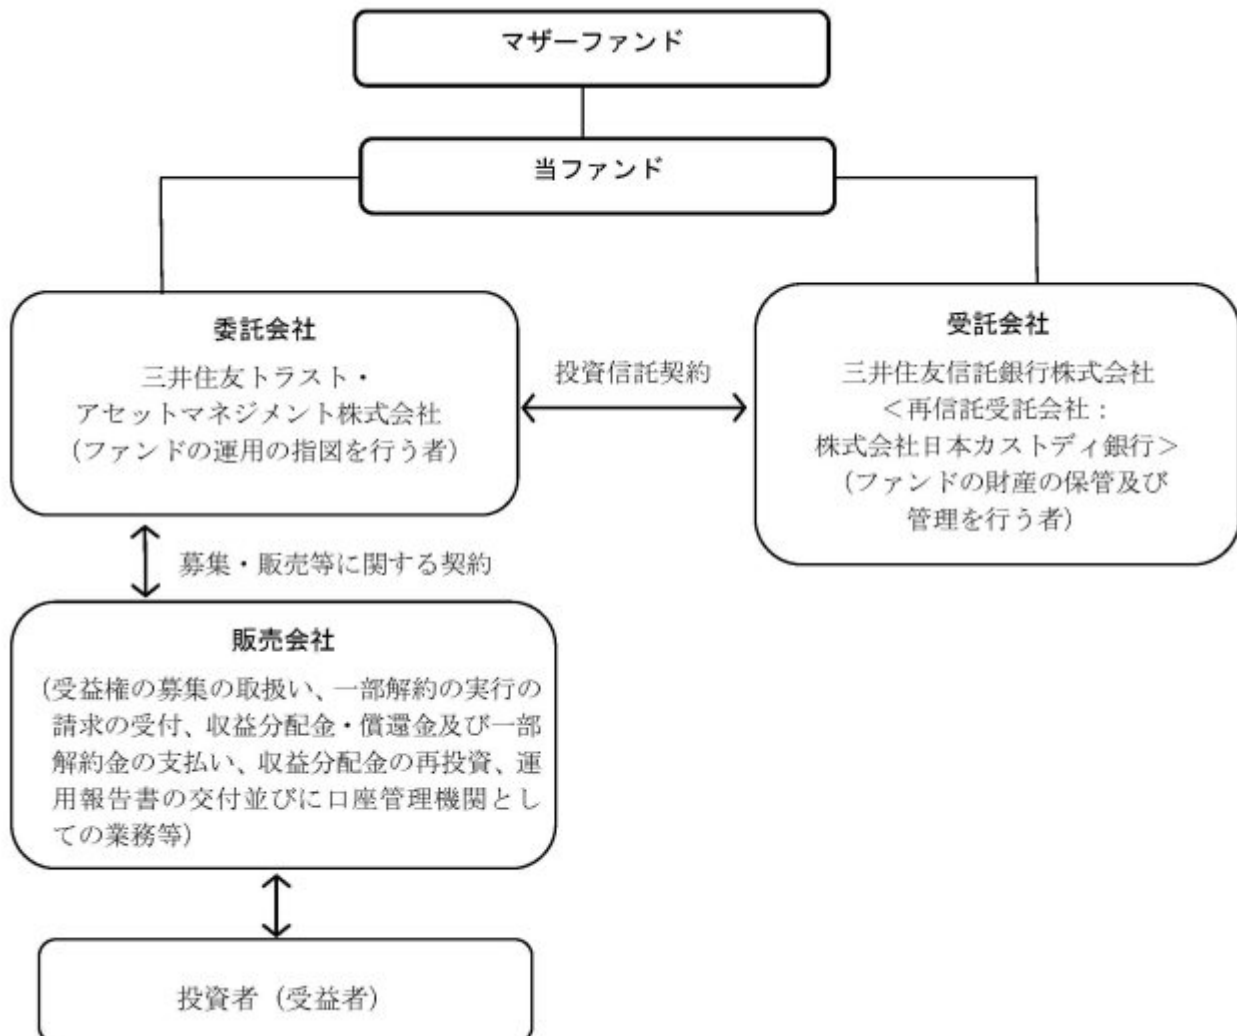 マザーファンド
当ファンド
委託会社
三井住友トラスト・
アセットマネジメント株式会社
（ファンドの運用の指図を行う者）
投資信託契約
受託会社
三井住友信託銀行株式会社
＜再信託受託会社：
株式会社日本カストディ銀行＞
（ファンドの財産の保管及び
管理を行う者）
募集・販売等に関する契約
販売会社
（受益権の募集の取扱い、一部解約の実行の
請求の受付、収益分配金・償還金及び一部
解約金の支払い、収益分配金の再投資、運
用報告書の交付並びに口座管理機関とし
ての業務等）
投資者（受益者）